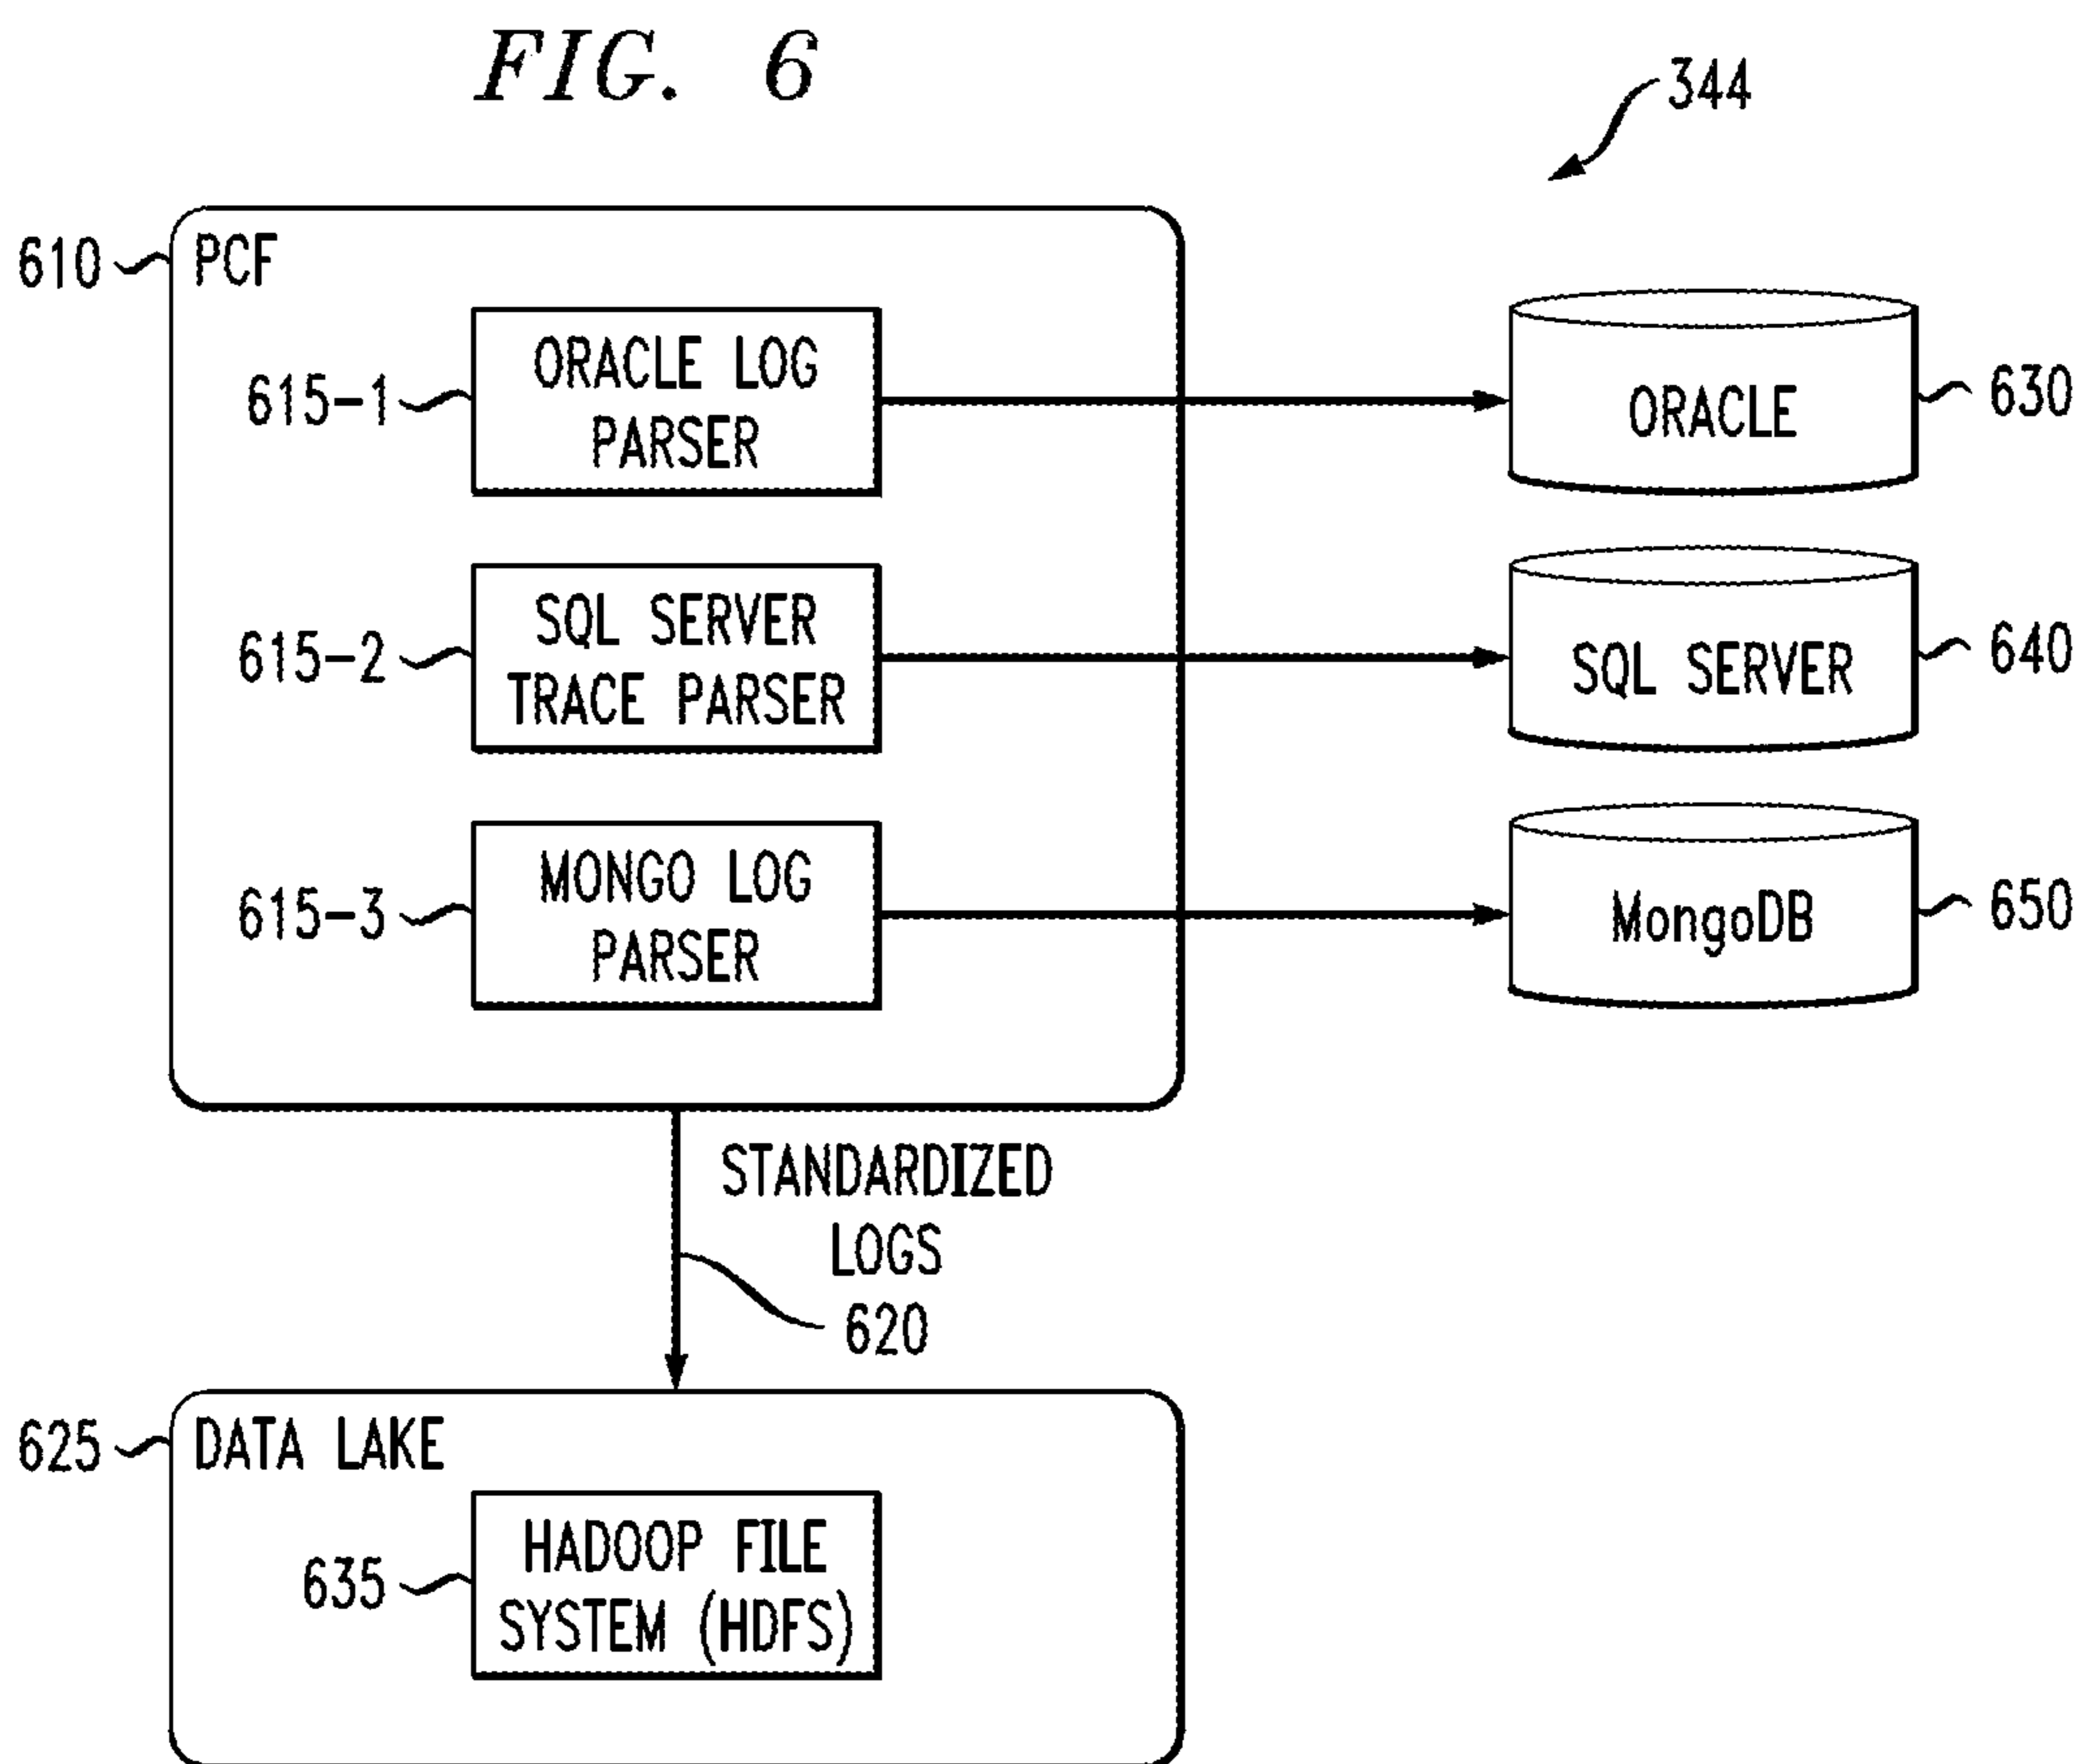 FIG. 6
344
610
PCF
615-1
ORACLE LOG
PARSER
ORACLE
630
615-2
SQL SERVER
TRACE PARSER
SQL SERVER
640
615-3
MONGO LOG
PARSER
MongoDB
650
STANDARDIZED
LOGS
620
625
DATA LAKE
635
HADOOP FILE
SYSTEM (HDFS)